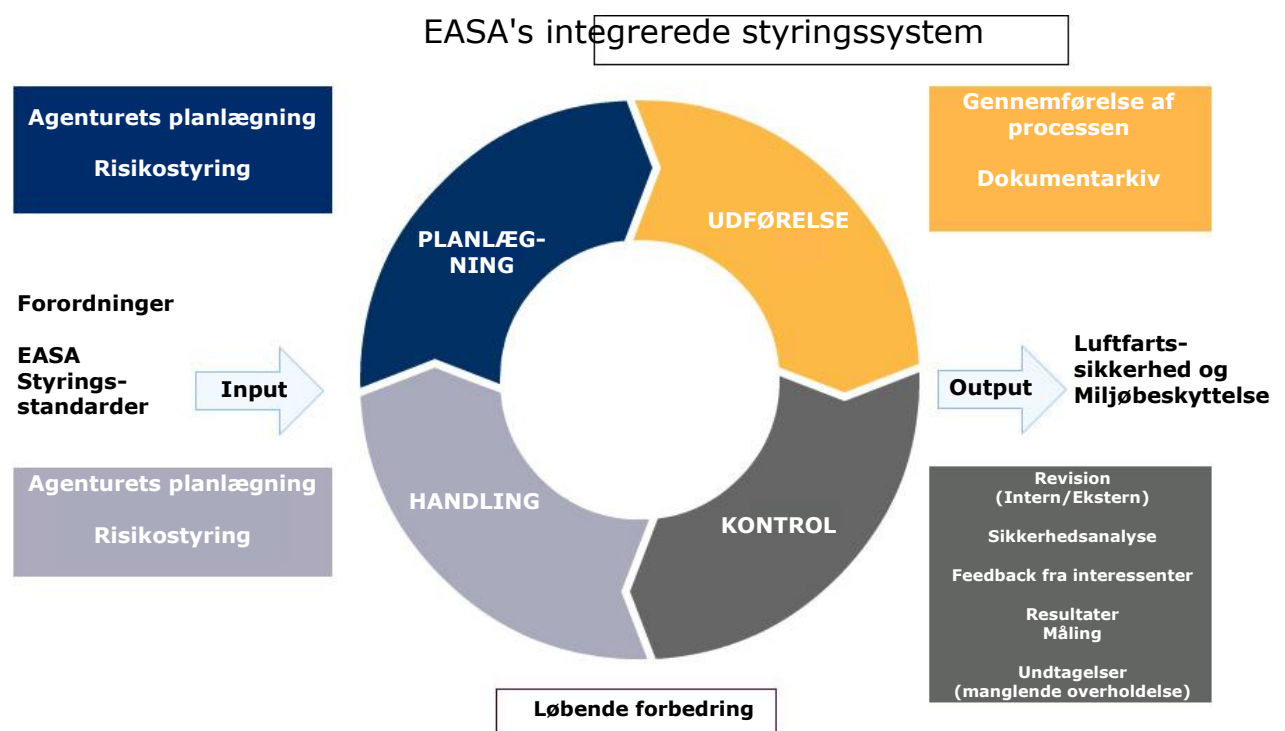 EASA's integrerede styringssystem
Agenturets planlægning
Risikostyring
Gennemførelse af
processen
Dokumentarkiv
PLANLÆG-
NING
UDFØRELSE
Forordninger
EASA
Styrings-
standarder
Input
Output
Luftfarts-
sikkerhed og
Miljøbeskyttelse
Agenturets planlægning
Risikostyring
HANDLING
KONTROL
Revision
(Intern/Ekstern)
Sikkerhedsanalyse
Feedback fra interessenter
Resultater
Måling
Undtagelser
(manglende overholdelse)
Løbende forbedring